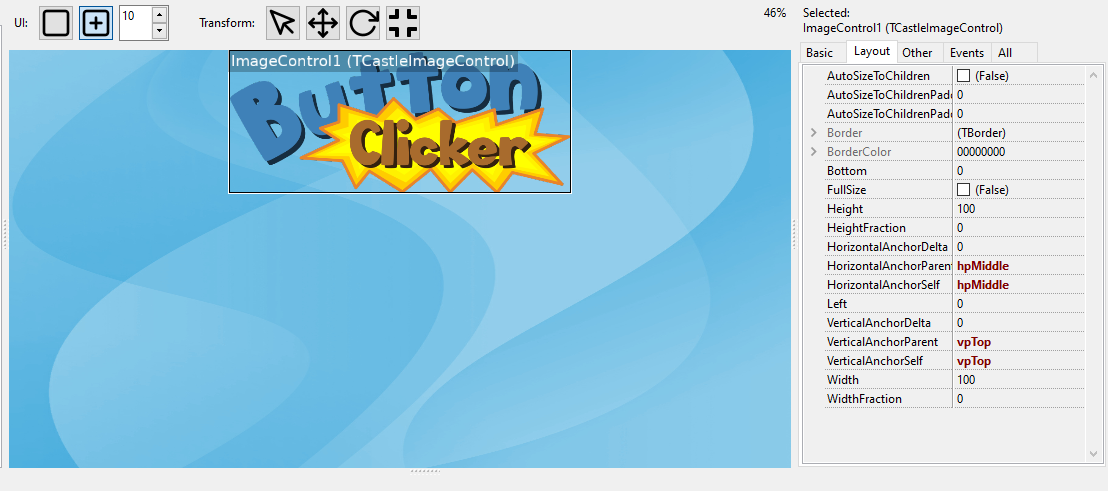 UI:
10
Transform:
46%
Selected:
ImageControl1 (TCastleImageControl)
Basic
Layout
Other
Events
All
ImageControl1 (TCastleImageControl)
Button
Clicker
AutoSizeToChildren (False)
AutoSizeToChildrenPadd 0
AutoSizeToChildrenPadd 0
Border (TBorder)
BorderColor 00000000
Bottom 0
FullSize (False)
Height 100
HeightFraction 0
HorizontalAnchorDelta 0
HorizontalAnchorParent hpMiddle
HorizontalAnchorSelf hpMiddle
Left 0
VerticalAnchorDelta 0
VerticalAnchorParent vpTop
VerticalAnchorSelf vpTop
Width 100
WidthFraction 0